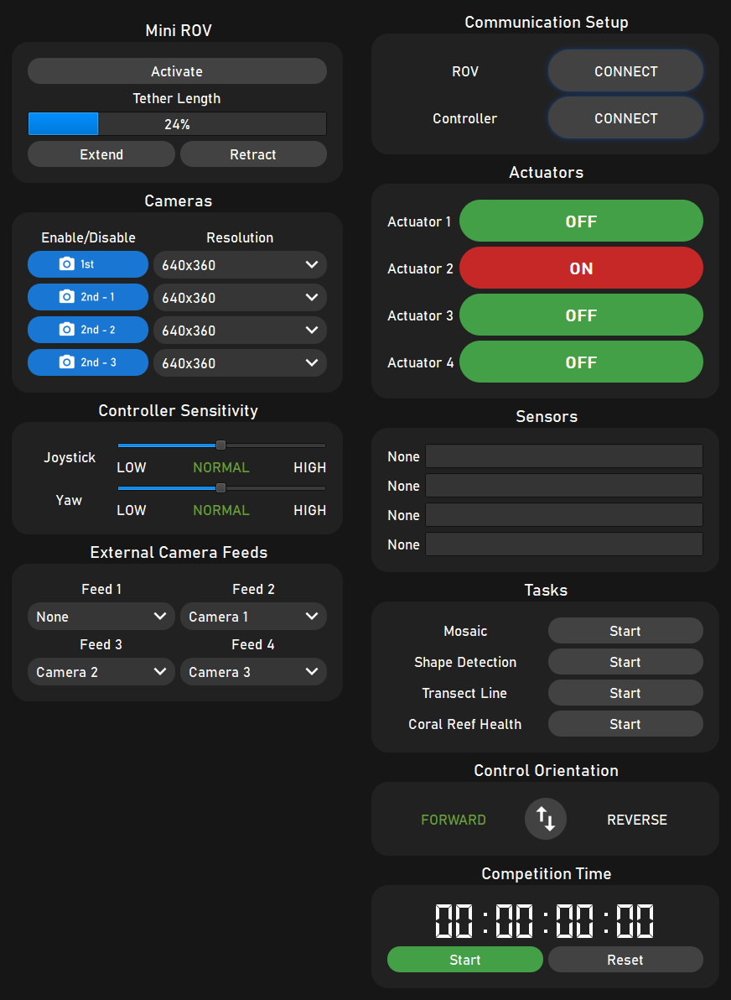 Mini ROV
Activate
Tether Length
24%
Extend Retract
Cameras
Enable/Disable Resolution
1st 640x360
2nd - 1 640x360
2nd - 2 640x360
2nd - 3 640x360
Controller Sensitivity
Joystick
LOW NORMAL HIGH
Yaw
LOW NORMAL HIGH
External Camera Feeds
Feed 1 Feed 2
None Camera 1
Feed 3 Feed 4
Camera 2 Camera 3
Communication Setup
ROV CONNECT
Controller CONNECT
Actuators
Actuator 1 OFF
Actuator 2 ON
Actuator 3 OFF
Actuator 4 OFF
Sensors
None
None
None
None
Tasks
Mosaic Start
Shape Detection Start
Transect Line Start
Coral Reef Health Start
Control Orientation
FORWARD REVERSE
Competition Time
00:00:00:00
Start Reset